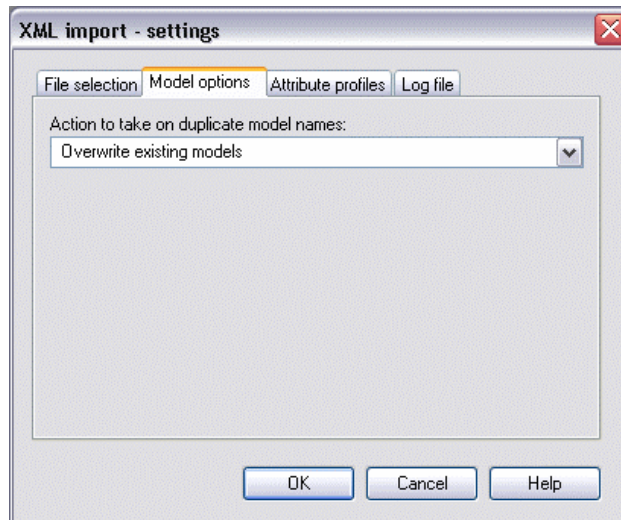 XML import - settings
File selection Model options Attribute profiles Log file
Action to take on duplicate model names:
Overwrite existing models
OK Cancel Help